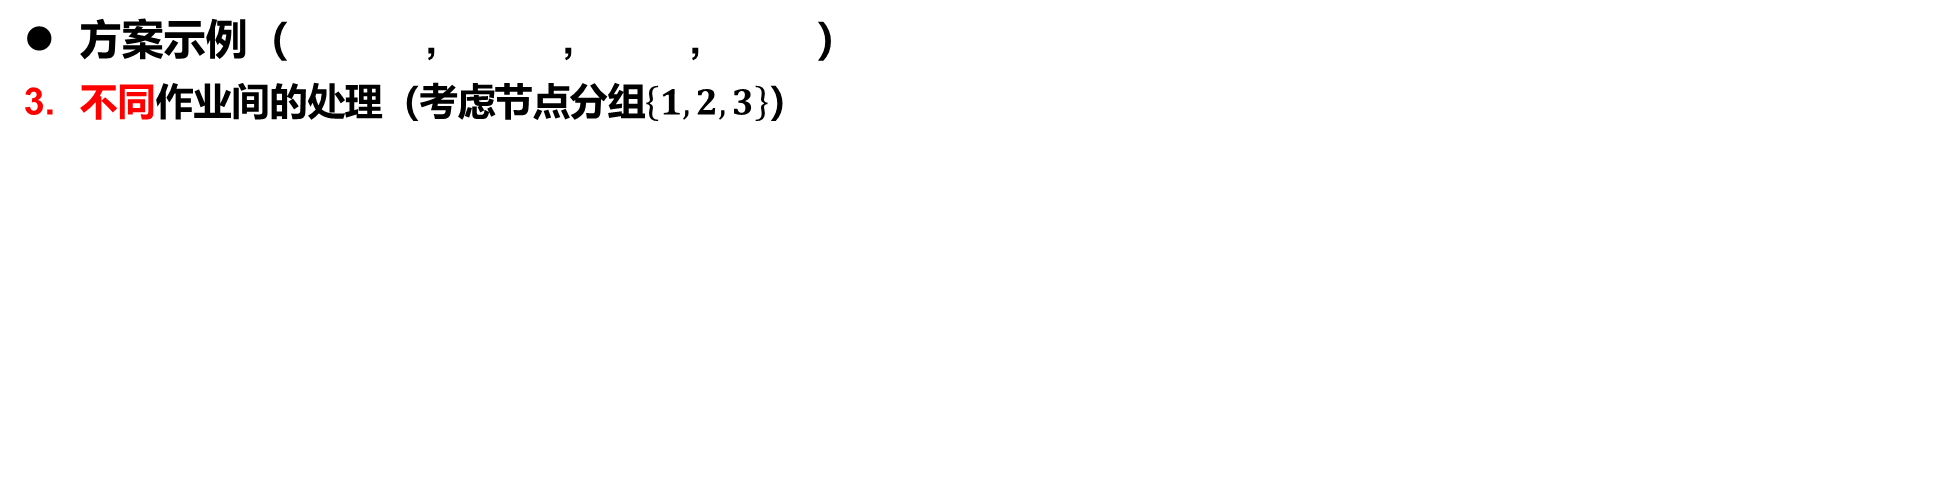 ● 方案示例（ ， ， ， ）
3. 不同作业间的处理（考虑节点分组{1, 2, 3}）